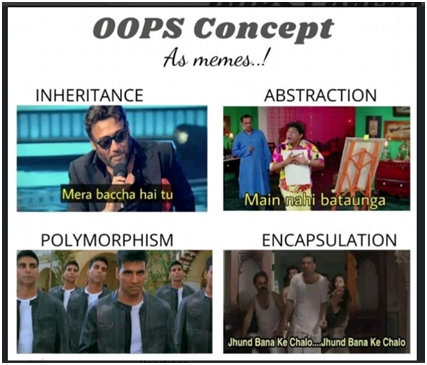 OOPS Concept
As memes..!
INHERITANCE
ABSTRACTION
Mera baccha hai tu
Main nahi bataunga
POLYMORPHISM
ENCAPSULATION
Jhund Bana Ke Chalo....Jhund Bana Ke Chalo